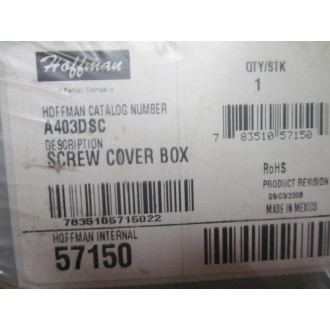 Hoffman
A Pentair Company
QTY/STK
1
HOFFMAN CATALOG NUMBER
A403DSC
DESCRIPTION
SCREW COVER BOX
7 83510 57150
RoHS
PRODUCT REVISION
09/03/2008
MADE IN MEXICO
7835105715022
HOFFMAN INTERNAL
57150